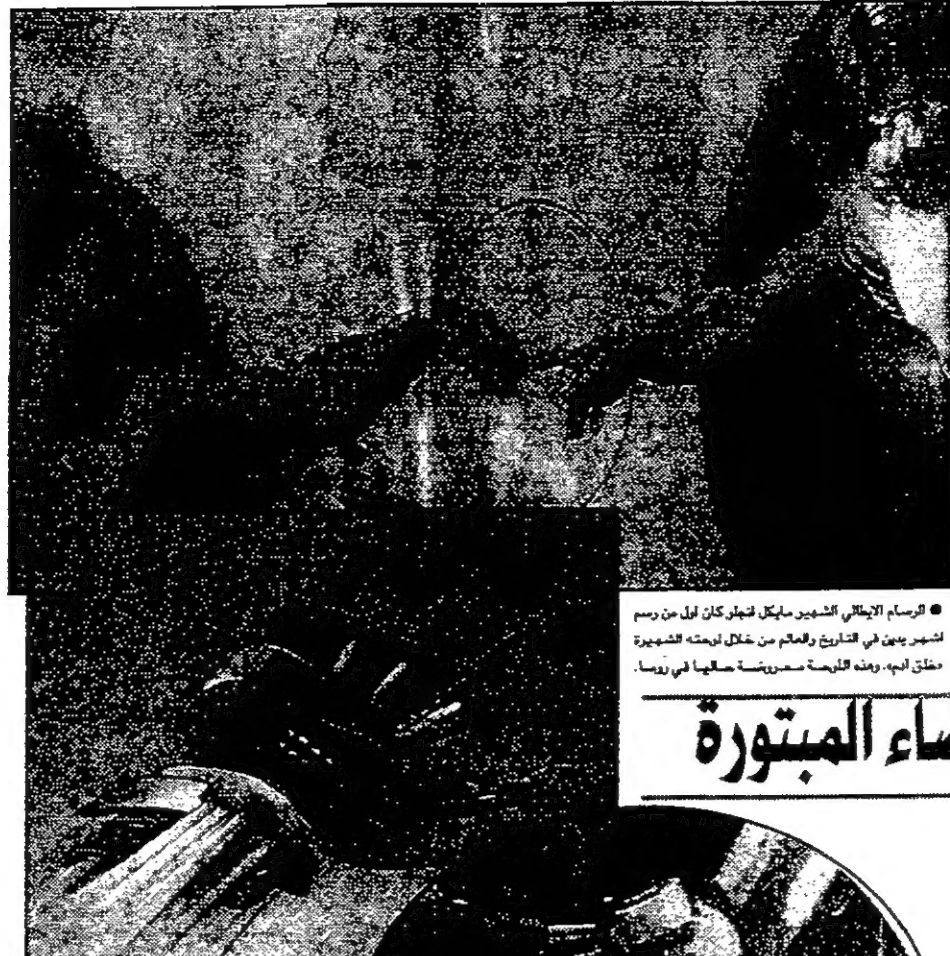 ● الرسام الايطالي الشهير مايكل انجلو كان اول من رسم
اشهر يدين في التاريخ والعالم من خلال لوحته الشهيرة
«خلق آدم». وهذه اللوحة معروضة حاليا في روما.
المبتورة